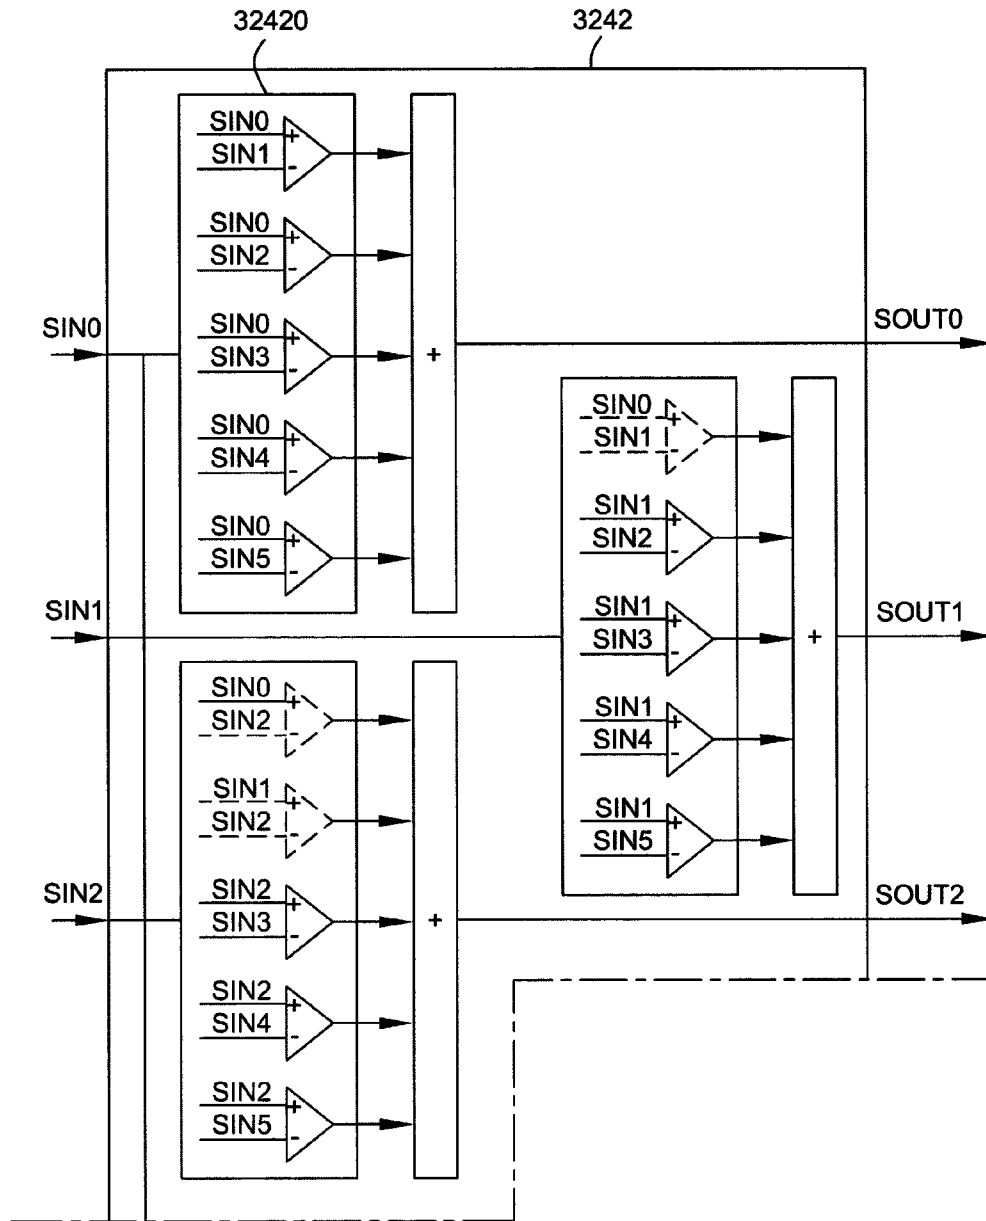 32420
3242
SIN0
+
SIN1
-
SIN0
+
SIN2
-
SIN0
+
SIN3
-
SIN0
+
SIN4
-
SIN0
+
SIN5
-
+
SIN0
SOUT0
SIN0
+
SIN1
-
SIN1
+
SIN2
-
SIN1
+
SIN3
-
SIN1
+
SIN4
-
SIN1
+
SIN5
-
+
SIN1
SOUT1
SIN0
+
SIN2
-
SIN1
+
SIN2
-
SIN2
+
SIN3
-
SIN2
+
SIN4
-
SIN2
+
SIN5
-
+
SIN2
SOUT2